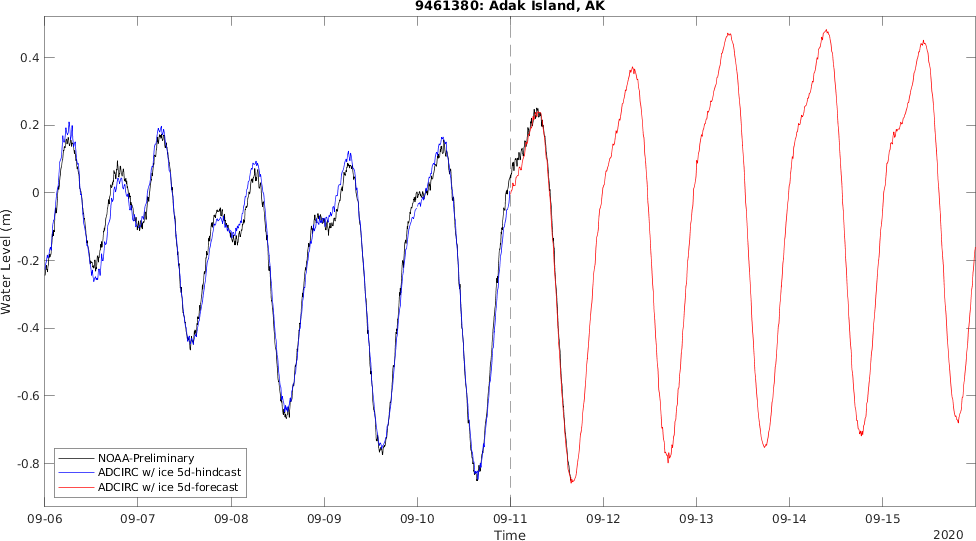 9461380: Adak Island, AK
Water Level (m)
0.4
0.2
0
-0.2
-0.4
-0.6
-0.8
NOAA-Preliminary
ADCIRC w/ ice 5d-hindcast
ADCIRC w/ ice 5d-forecast
09-06 09-07 09-08 09-09 09-10 09-11 09-12 09-13 09-14 09-15
Time
2020